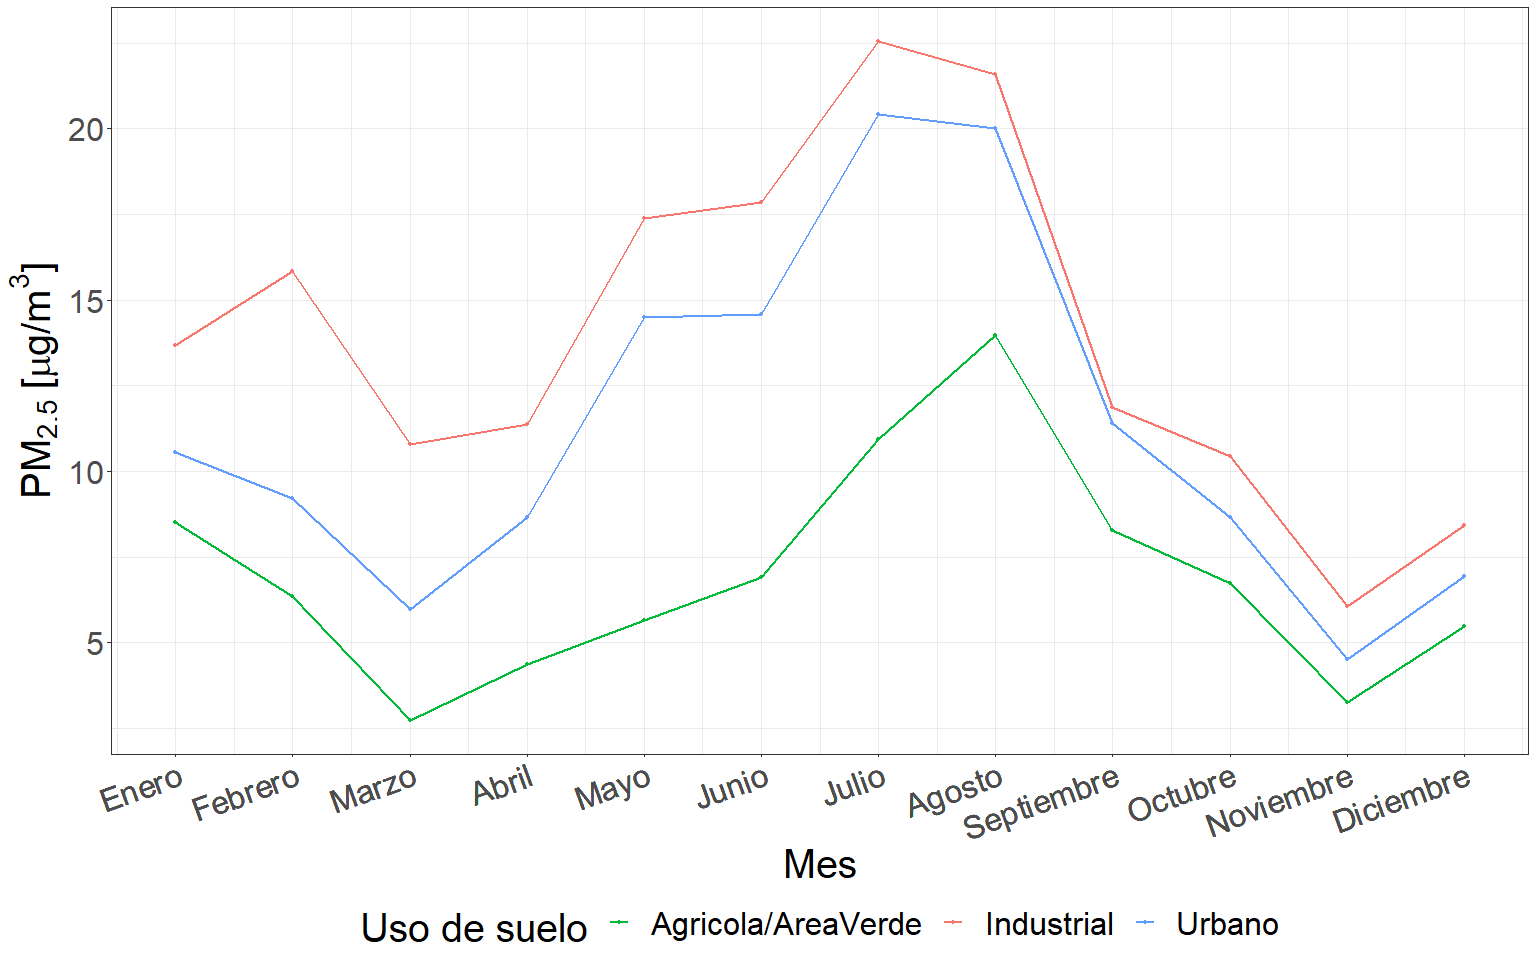 20
15
10
5
PM2.5 [µg/m3]
Enero
Febrero
Marzo
Abril
Mayo
Junio
Julio
Agosto
Septiembre
Octubre
Noviembre
Diciembre
Mes
Uso de suelo Agricola/AreaVerde Industrial Urbano